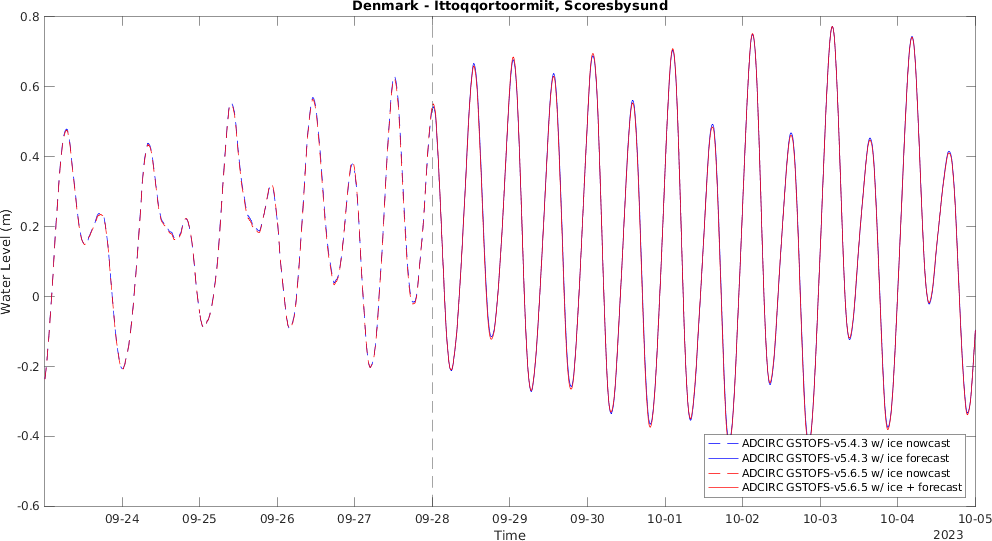 Denmark - Ittoqqortoormiit, Scoresbysund
0.8
0.6
0.4
0.2
0
-0.2
-0.4
-0.6
Water Level (m)
ADCIRC GSTOFS-v5.4.3 w/ ice nowcast
ADCIRC GSTOFS-v5.4.3 w/ ice forecast
ADCIRC GSTOFS-v5.6.5 w/ ice nowcast
ADCIRC GSTOFS-v5.6.5 w/ ice + forecast
09-24 09-25 09-26 09-27 09-28 09-29 09-30 10-01 10-02 10-03 10-04 10-05
Time
2023